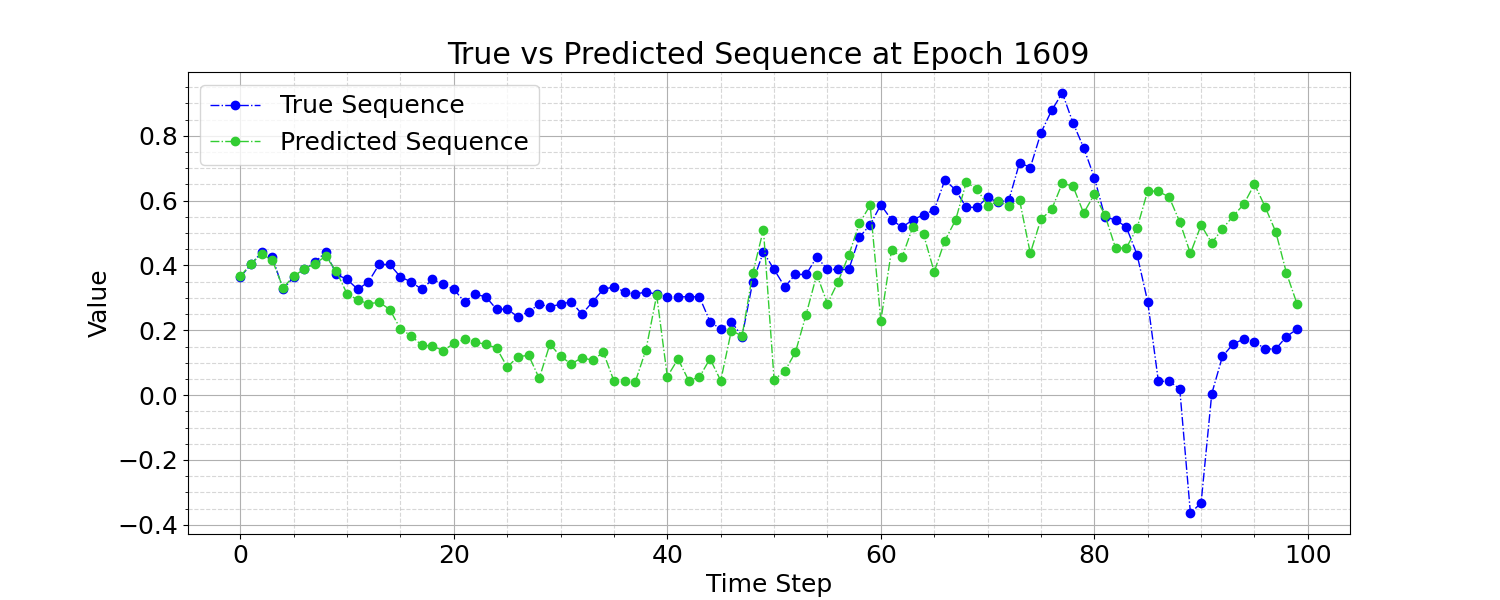 True vs Predicted Sequence at Epoch 1609
True Sequence
Predicted Sequence
Value
0.8
0.6
0.4
0.2
0.0
−0.2
−0.4
0 20 40 60 80 100
Time Step